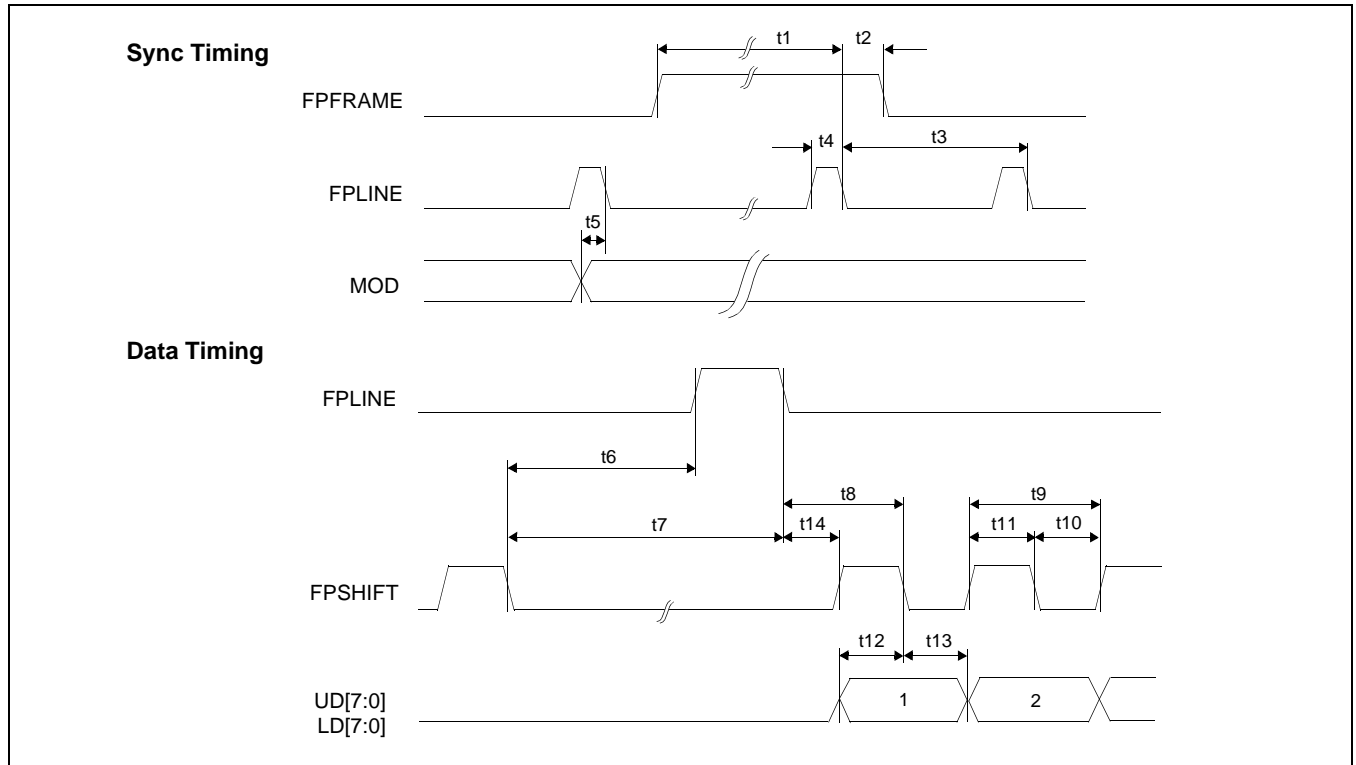 Sync Timing
t1 t2
FPFRAME
t4 t3
FPLINE
t5
MOD
Data Timing
FPLINE
t6
t8 t9
t7 t14 t11 t10
FPSHIFT
t12 t13
UD[7:0] 1 2
LD[7:0]